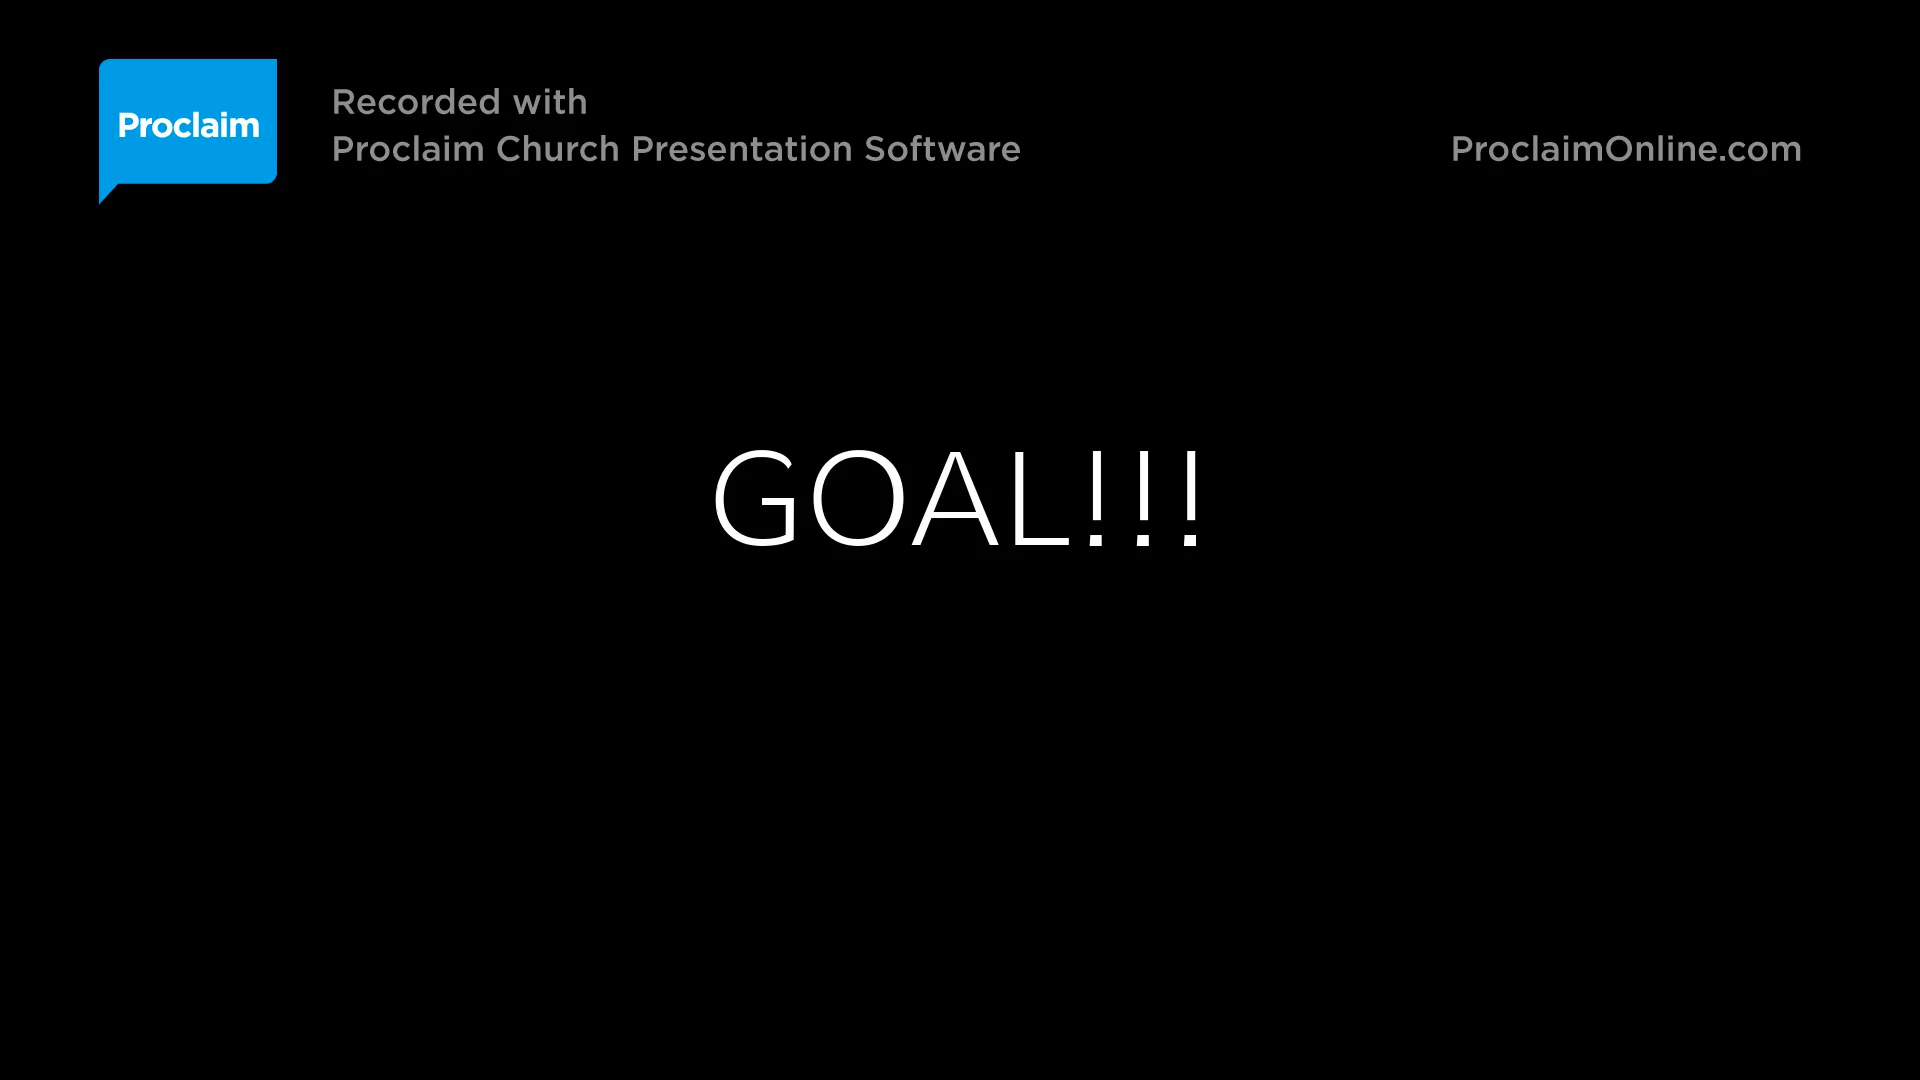 Proclaim
Recorded with
Proclaim Church Presentation Software
ProclaimOnline.com
GOAL!!!